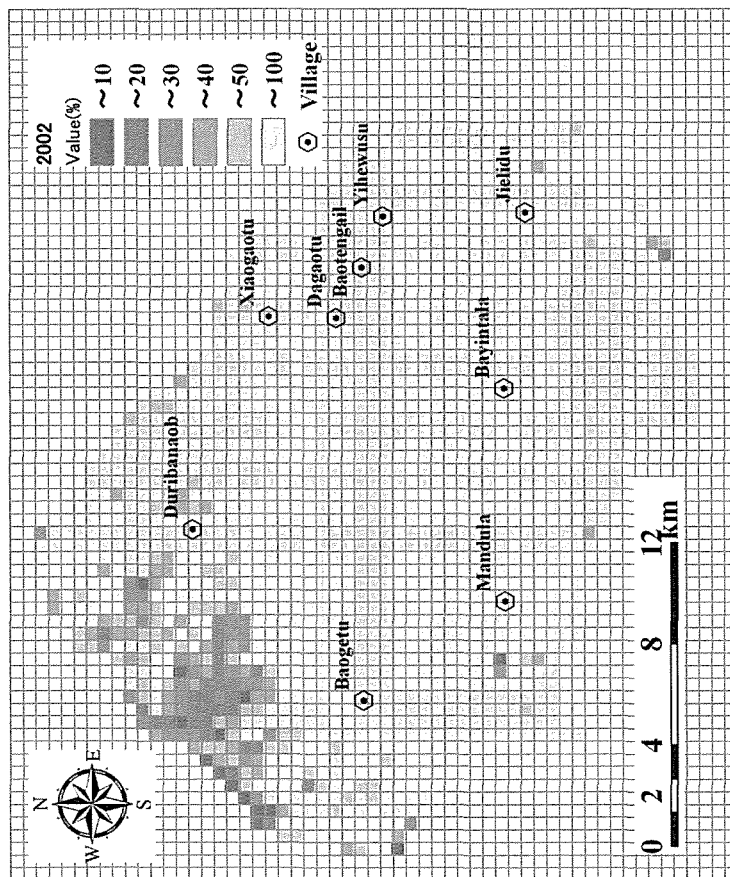 N
W E
S
2002
Value(%)
～10
～20
～30
～40
～50
～100
Village
Duribanaob
Xiaogaotu
Dagaotu
Baotengail
Yihewusu
Baogetu
Mandula
Bayintala
Jielidu
0 2 4 8 12
km